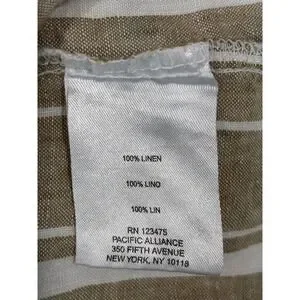 100% LINEN
100% LINO
100% LIN
RN 123475
PACIFIC ALLIANCE
350 FIFTH AVENUE
NEW YORK, NY 10118